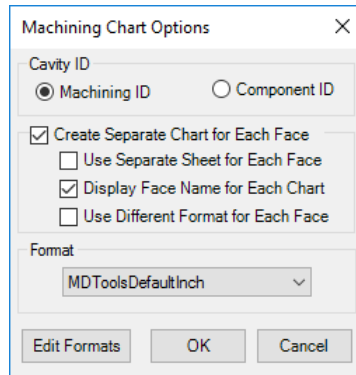 Machining Chart Options
Cavity ID
Machining ID Component ID
Create Separate Chart for Each Face
Use Separate Sheet for Each Face
Display Face Name for Each Chart
Use Different Format for Each Face
Format
MDToolsDefaultInch
Edit Formats OK Cancel